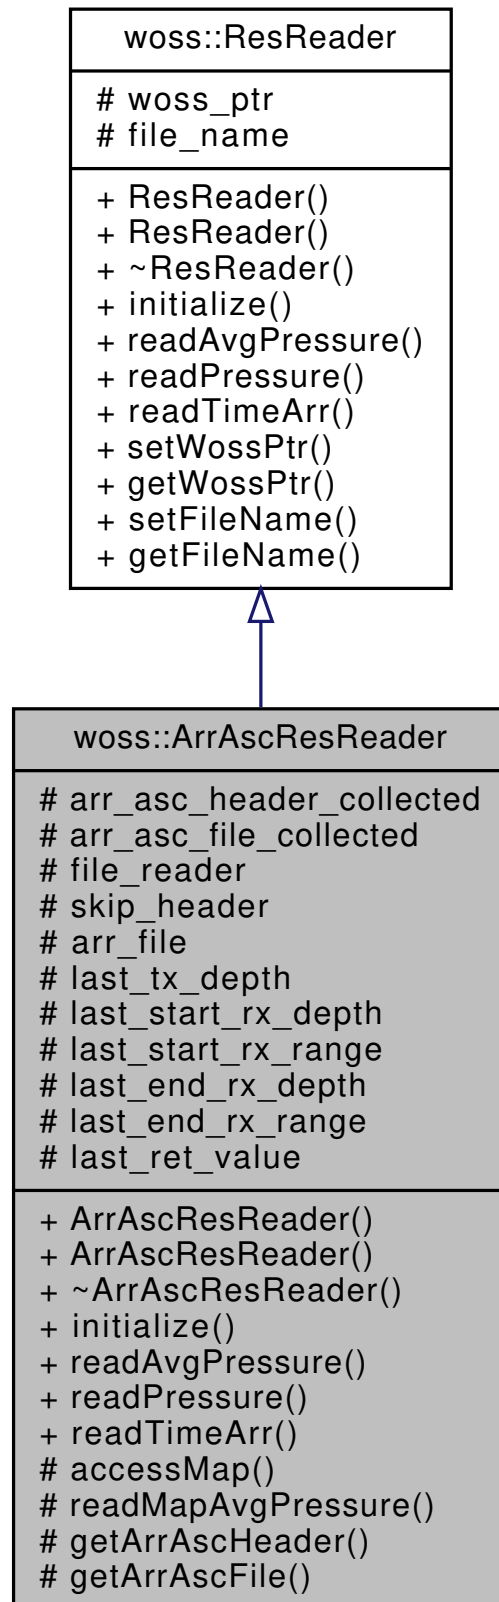 woss::ResReader
# woss_ptr
# file_name
+ ResReader()
+ ResReader()
+ ~ResReader()
+ initialize()
+ readAvgPressure()
+ readPressure()
+ readTimeArr()
+ setWossPtr()
+ getWossPtr()
+ setFileName()
+ getFileName()
woss::ArrAscResReader
# arr_asc_header_collected
# arr_asc_file_collected
# file_reader
# skip_header
# arr_file
# last_tx_depth
# last_start_rx_depth
# last_start_rx_range
# last_end_rx_depth
# last_end_rx_range
# last_ret_value
+ ArrAscResReader()
+ ArrAscResReader()
+ ~ArrAscResReader()
+ initialize()
+ readAvgPressure()
+ readPressure()
+ readTimeArr()
# accessMap()
# readMapAvgPressure()
# getArrAscHeader()
# getArrAscFile()